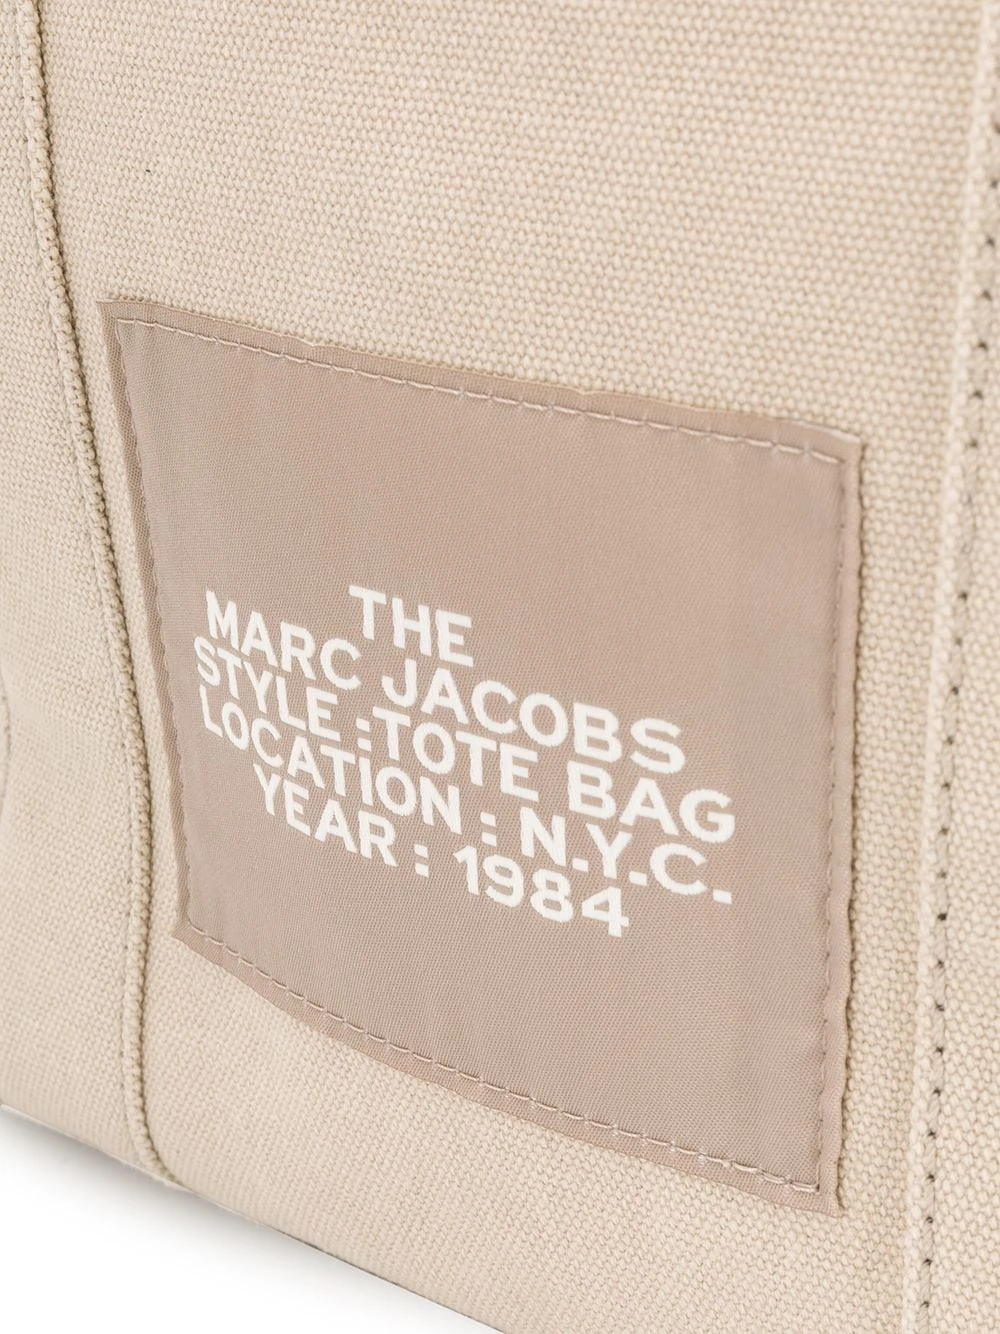 THE
MARC JACOBS
STYLE :TOTE BAG
LOCATION : N.Y.C.
YEAR : 1984